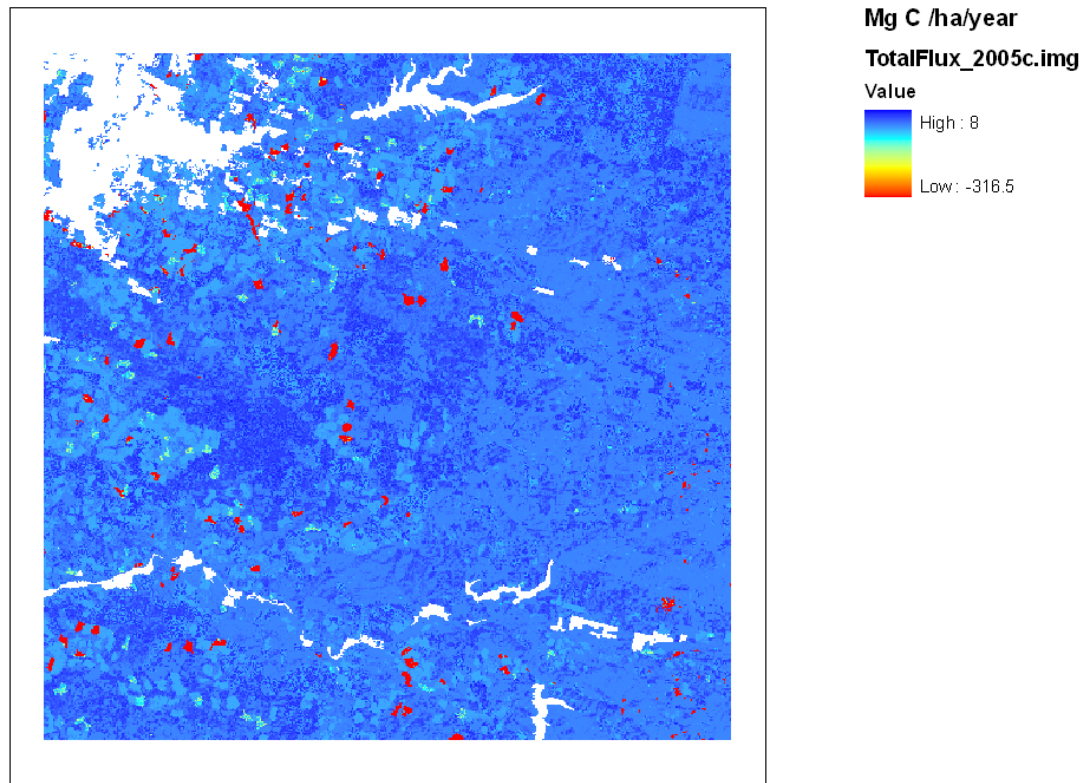 Mg C /ha/year
TotalFlux_2005c.img
Value
High : 8
Low : -316.5